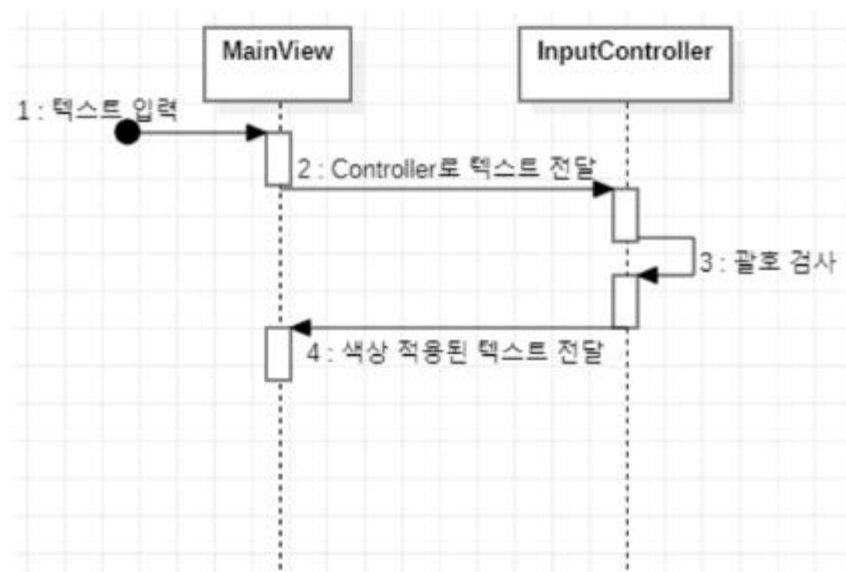 MainView
InputController
1 : 텍스트 입력
2 : Controller로 텍스트 전달
3 : 괄호 검사
4 : 색상 적용된 텍스트 전달